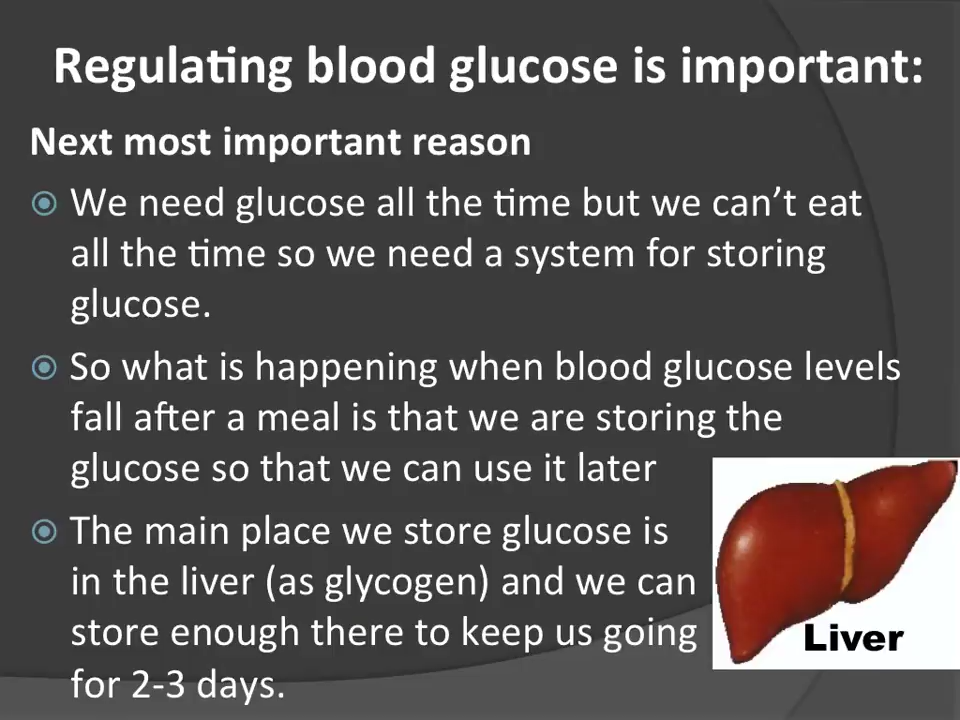 Regulating blood glucose is important:
Next most important reason
We need glucose all the time but we can’t eat
all the time so we need a system for storing
glucose.
So what is happening when blood glucose levels
fall after a meal is that we are storing the
glucose so that we can use it later
The main place we store glucose is
in the liver (as glycogen) and we can
store enough there to keep us going
for 2-3 days.
Liver